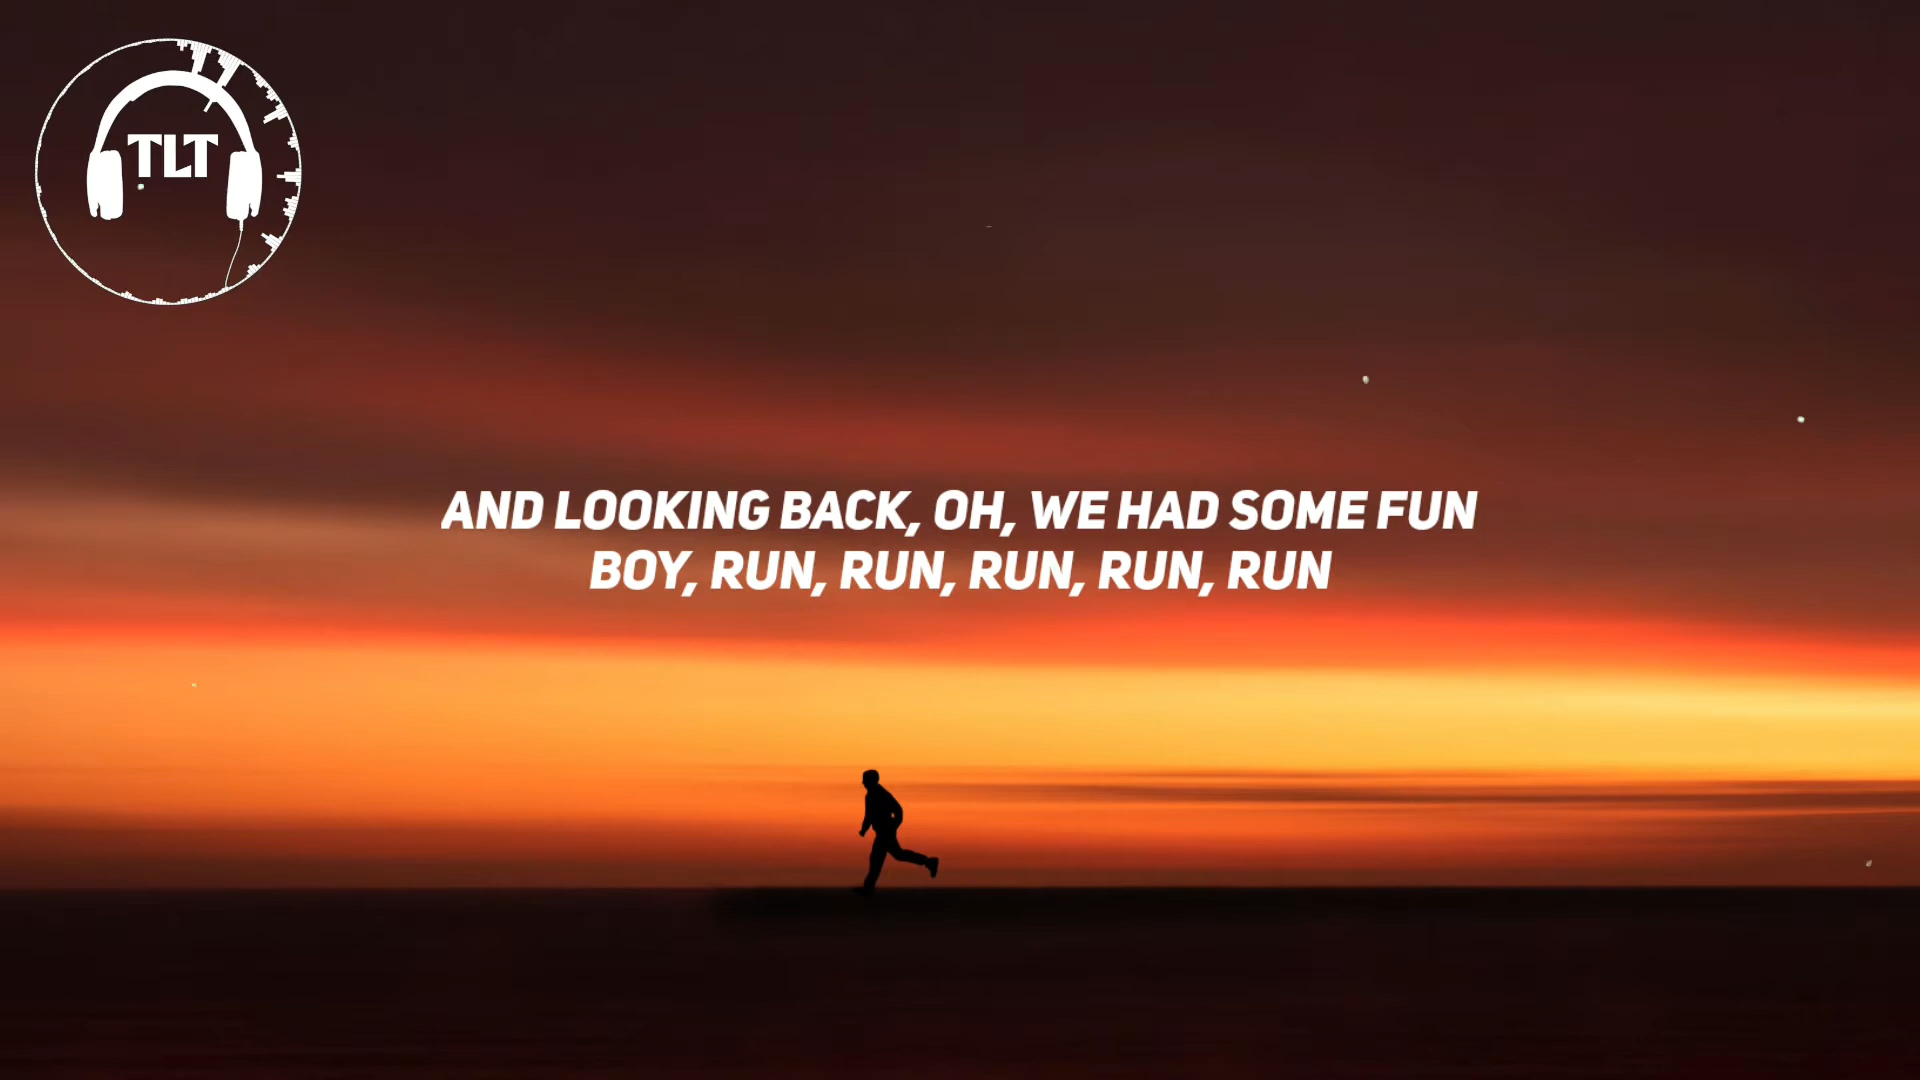 TLT
AND LOOKING BACK, OH, WE HAD SOME FUN
BOY, RUN, RUN, RUN, RUN, RUN